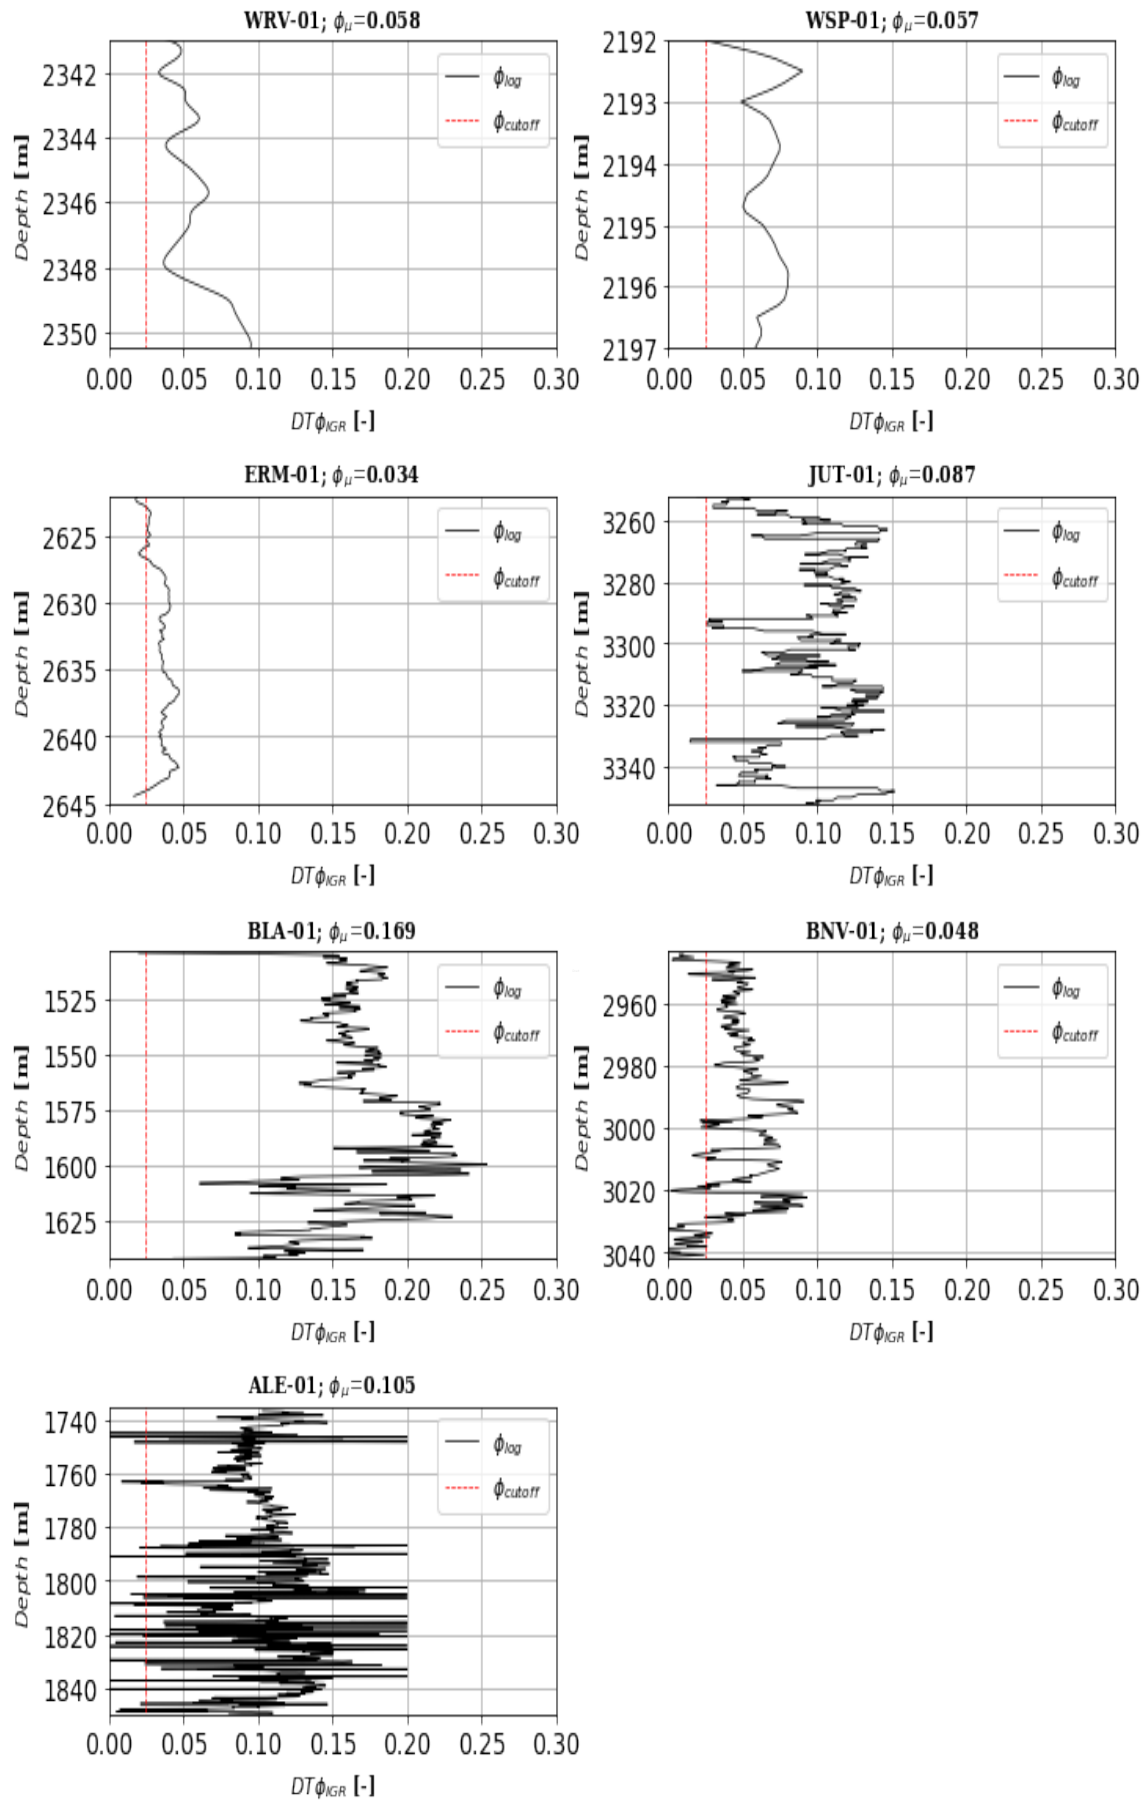 WRV-01; ϕμ=0.058
Depth [m]
2342
2344
2346
2348
2350
ϕlog
ϕcutoff
0.00 0.05 0.10 0.15 0.20 0.25 0.30
DTϕIGR [-]
WSP-01; ϕμ=0.057
Depth [m]
2192
2193
2194
2195
2196
2197
ϕlog
ϕcutoff
0.00 0.05 0.10 0.15 0.20 0.25 0.30
DTϕIGR [-]
ERM-01; ϕμ=0.034
Depth [m]
2625
2630
2635
2640
2645
ϕlog
ϕcutoff
0.00 0.05 0.10 0.15 0.20 0.25 0.30
DTϕIGR [-]
JUT-01; ϕμ=0.087
Depth [m]
3260
3280
3300
3320
3340
ϕlog
ϕcutoff
0.00 0.05 0.10 0.15 0.20 0.25 0.30
DTϕIGR [-]
BLA-01; ϕμ=0.169
Depth [m]
1525
1550
1575
1600
1625
ϕlog
ϕcutoff
0.00 0.05 0.10 0.15 0.20 0.25 0.30
DTϕIGR [-]
BNV-01; ϕμ=0.048
Depth [m]
2960
2980
3000
3020
3040
ϕlog
ϕcutoff
0.00 0.05 0.10 0.15 0.20 0.25 0.30
DTϕIGR [-]
ALE-01; ϕμ=0.105
Depth [m]
1740
1760
1780
1800
1820
1840
ϕlog
ϕcutoff
0.00 0.05 0.10 0.15 0.20 0.25 0.30
DTϕIGR [-]